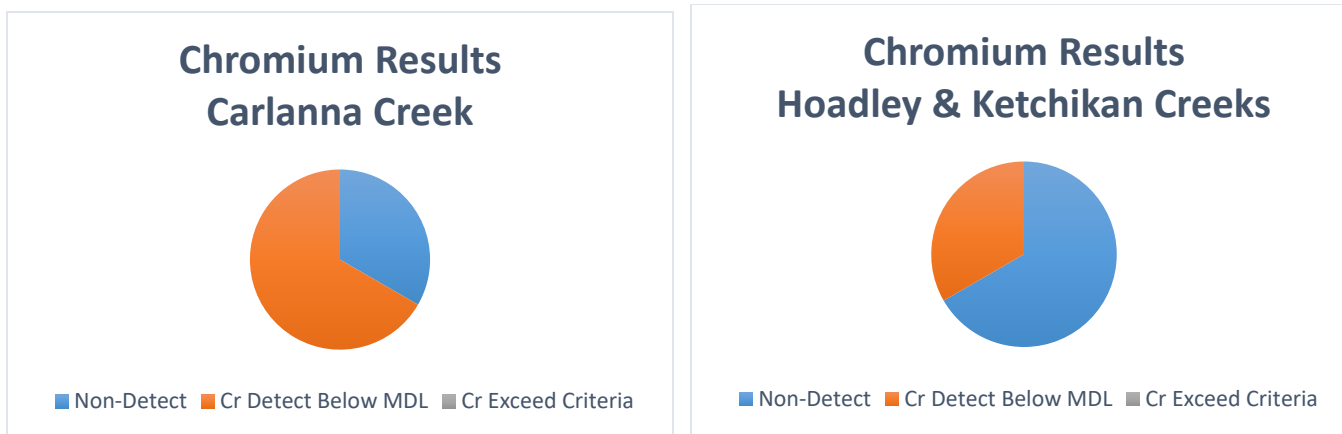 Chromium Results
Carlanna Creek
Non-Detect Cr Detect Below MDL Cr Exceed Criteria
Chromium Results
Hoadley & Ketchikan Creeks
Non-Detect Cr Detect Below MDL Cr Exceed Criteria